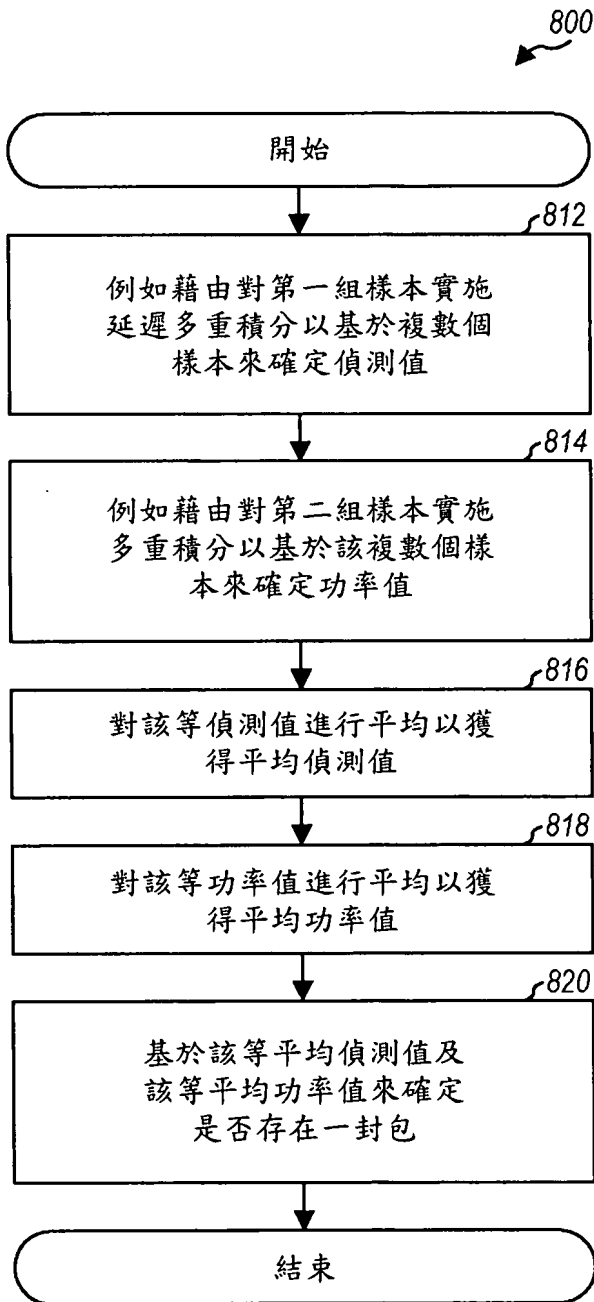 800
開始
812
例如藉由對第一組樣本實施
延遲多重積分以基於複數個
樣本來確定偵測值
814
例如藉由對第二組樣本實施
多重積分以基於該複數個樣
本來確定功率值
816
對該等偵測值進行平均以獲
得平均偵測值
818
對該等功率值進行平均以獲
得平均功率值
820
基於該等平均偵測值及
該等平均功率值來確定
是否存在一封包
結束